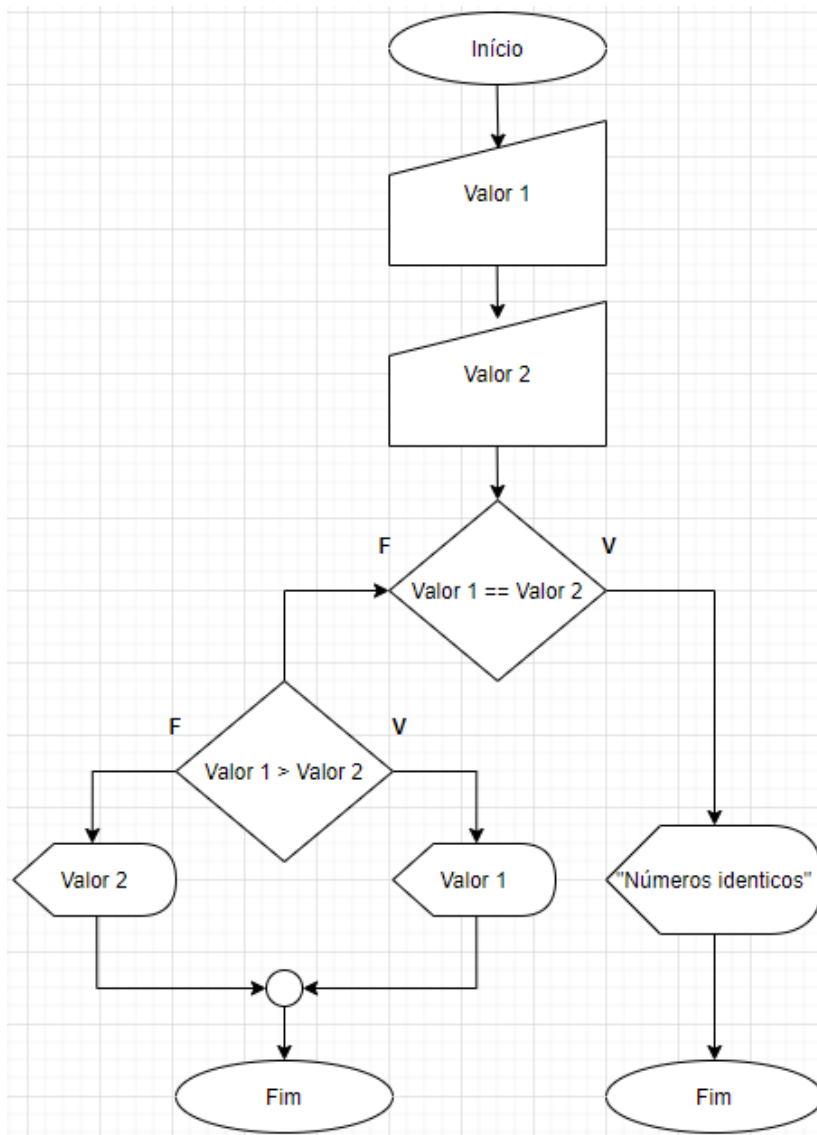 Início
Valor 1
Valor 2
F
V
Valor 1 == Valor 2
F
V
Valor 1 > Valor 2
Valor 2
Valor 1
"Números identicos"
Fim
Fim